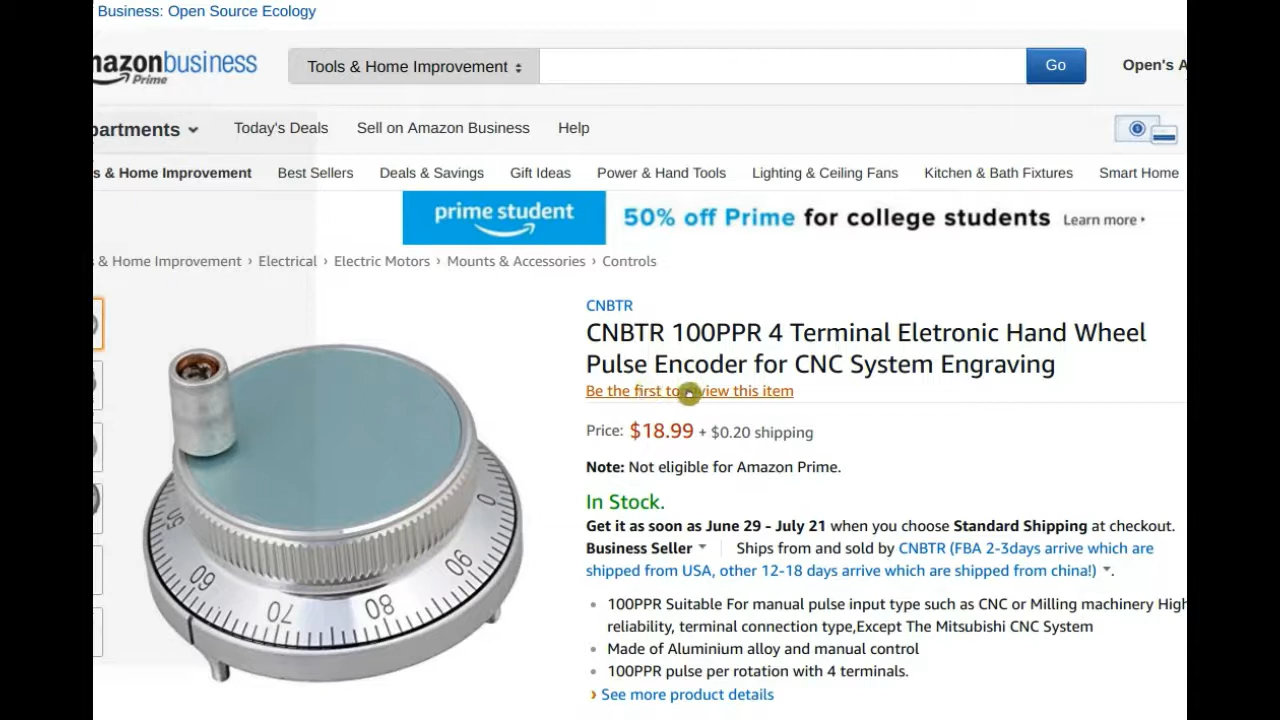 Business: Open Source Ecology
mazonbusiness
Prime
Tools & Home Improvement
Go
Open's A
partments
Today's Deals
Sell on Amazon Business
Help
s & Home Improvement
Best Sellers
Deals & Savings
Gift Ideas
Power & Hand Tools
Lighting & Ceiling Fans
Kitchen & Bath Fixtures
Smart Home
prime student
50% off Prime for college students Learn more ▸
& Home Improvement › Electrical › Electric Motors › Mounts & Accessories › Controls
CNBTR
CNBTR 100PPR 4 Terminal Eletronic Hand Wheel
Pulse Encoder for CNC System Engraving
Be the first to review this item
Price: $18.99 + $0.20 shipping
Note: Not eligible for Amazon Prime.
In Stock.
Get it as soon as June 29 - July 21 when you choose Standard Shipping at checkout.
Business Seller
Ships from and sold by CNBTR (FBA 2-3days arrive which are
shipped from USA, other 12-18 days arrive which are shipped from china!)
• 100PPR Suitable For manual pulse input type such as CNC or Milling machinery High
reliability, terminal connection type,Except The Mitsubishi CNC System
• Made of Aluminium alloy and manual control
• 100PPR pulse per rotation with 4 terminals.
› See more product details
50
60
70
80
90
0